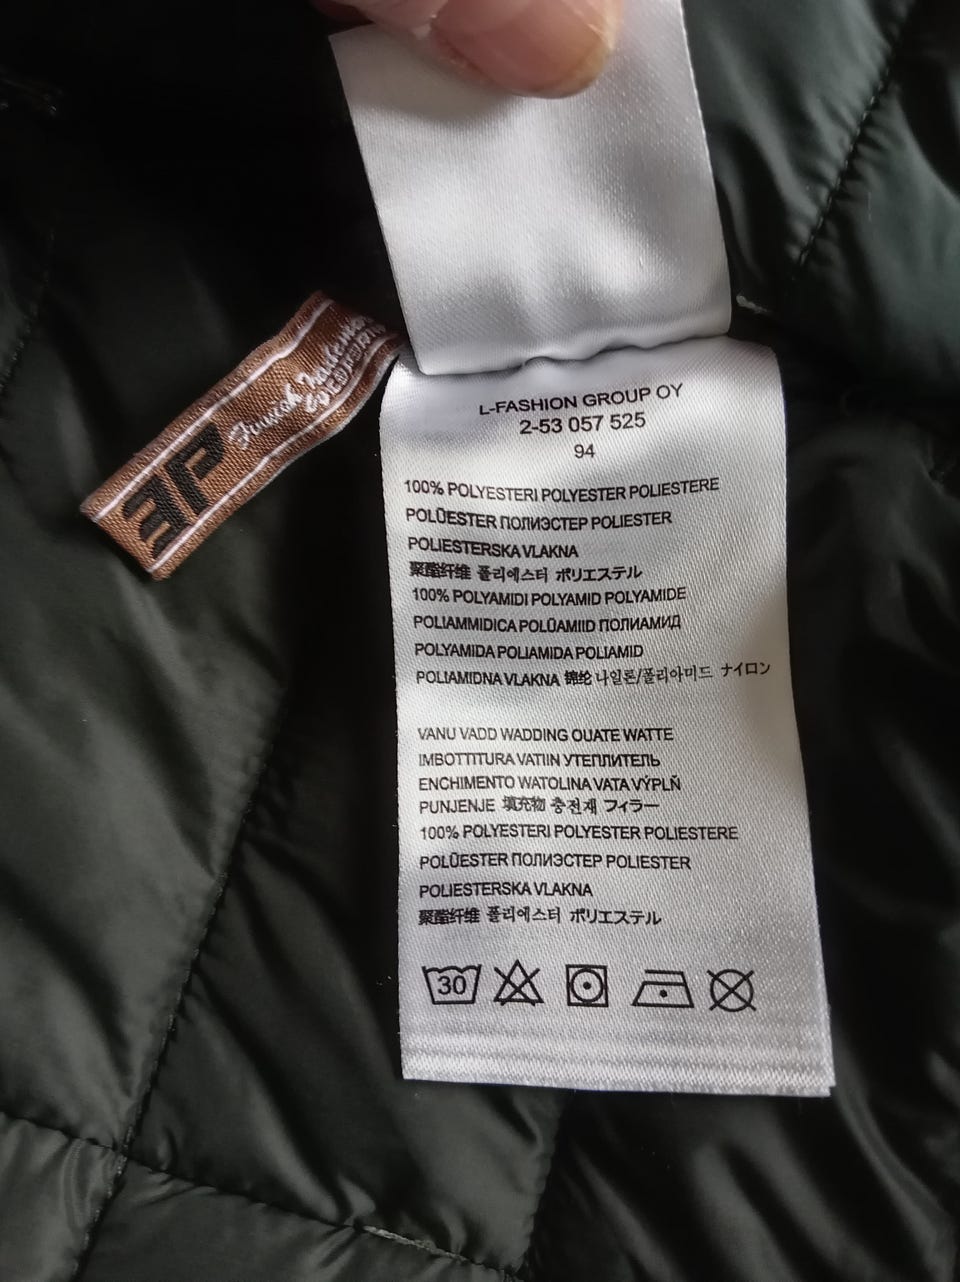 L-FASHION GROUP OY
2-53 057 525
94
100% POLYESTERI POLYESTER POLIESTERE
POLÜESTER ПОЛИЭСТЕР POLIESTER
POLIESTERSKA VLAKNA
聚酯纤维 폴리에스터 ポリエステル
100% POLYAMIDI POLYAMID POLYAMIDE
POLIAMMIDICA POLÜAMIID ПОЛИАМИД
POLYAMIDA POLIAMIDA POLIAMID
POLIAMIDNA VLAKNA 锦纶 나일론/폴리아미드 ナイロン
VANU VADD WADDING OUATE WATTE
IMBOTTITURA VATIIN УТЕПЛИТЕЛЬ
ENCHIMENTO WATOLINA VATA VÝPLŇ
PUNJENJE 填充物 충전재 フィラー
100% POLYESTERI POLYESTER POLIESTERE
POLÜESTER ПОЛИЭСТЕР POLIESTER
POLIESTERSKA VLAKNA
聚酯纤维 폴리에스터 ポリエステル
30
Finnish